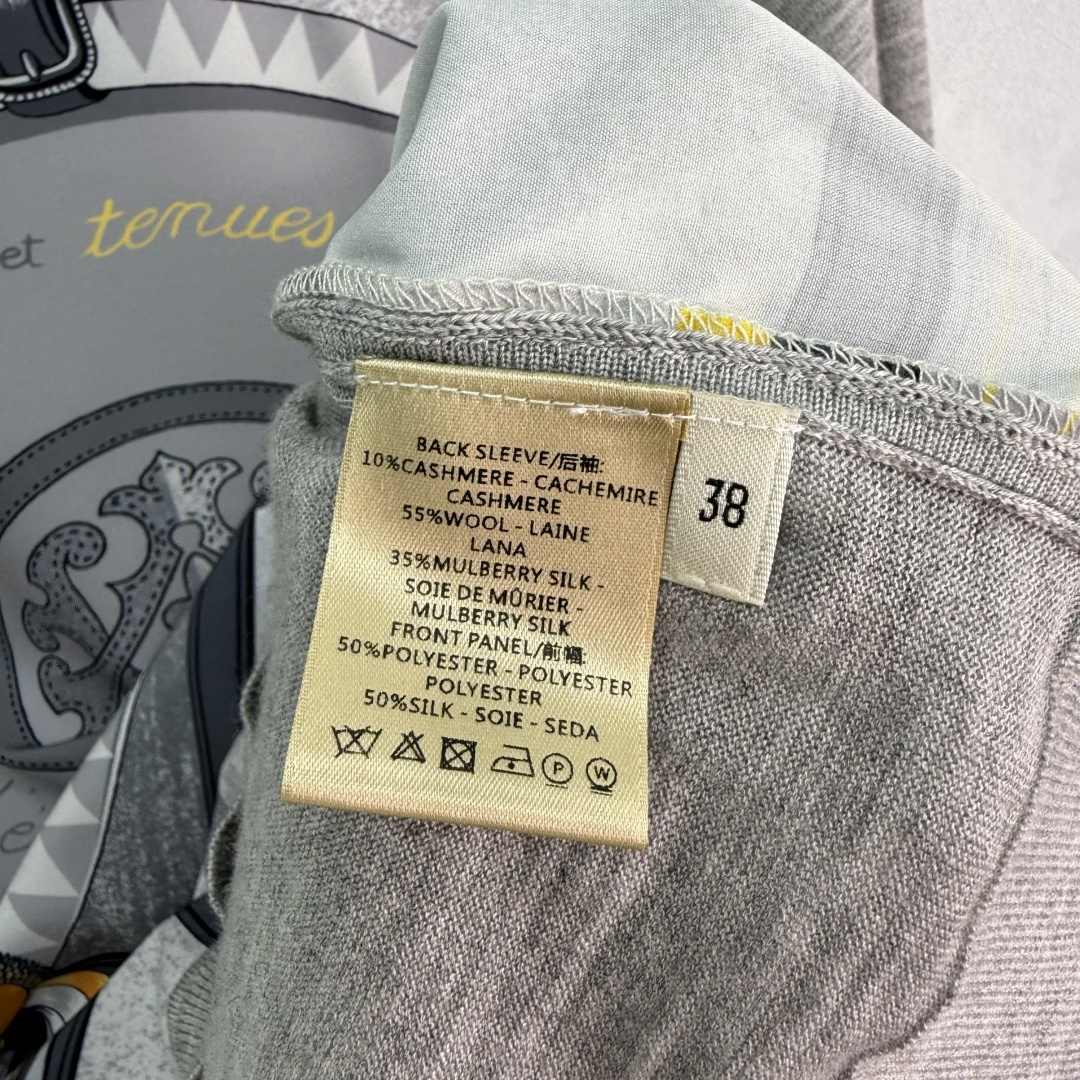 et tenues
BACK SLEEVE/后袖:
10%CASHMERE - CACHEMIRE
CASHMERE
55%WOOL - LAINE
LANA
35%MULBERRY SILK -
SOIE DE MÛRIER -
MULBERRY SILK
FRONT PANEL/前幅:
50%POLYESTER - POLYESTER
POLYESTER
50%SILK - SOIE - SEDA
P
W
38